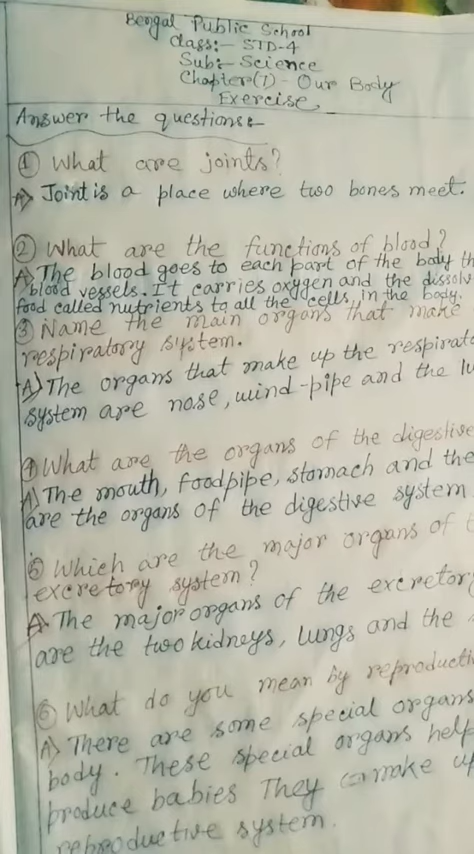 Bengal Public School
Class:- STD-4
Sub:- Science
Chapter(7)- Our Body
Exercise
Answer the questions:-
① What are joints?
A) Joint is a place where two bones meet.
② What are the functions of blood?
A) The blood goes to each part of the body th
blood vessels. It carries oxygen and the dissolv
food called nutrients to all the cells, in the body.
③ Name the main organs that make
respiratory system.
A) The organs that make up the respirato
system are nose, wind-pipe and the lu
④ What are the organs of the digestive
A) The mouth, foodpipe, stomach and the
are the organs of the digestive system
⑤ Which are the major organs of t
excretory system?
A. The major organs of the excretor
are the two kidneys, lungs and the
⑥ What do you mean by reproducti
A) There are some special organs
body. These special organs help
produce babies They make up
reproductive system.